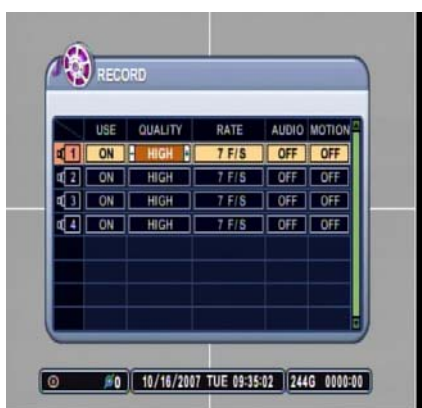 RECORD
USE QUALITY RATE AUDIO MOTION
1 ON HIGH 7 F/S OFF OFF
2 ON HIGH 7 F/S OFF OFF
3 ON HIGH 7 F/S OFF OFF
4 ON HIGH 7 F/S OFF OFF
0 10/16/2007 TUE 09:35:02 244G 0000:00